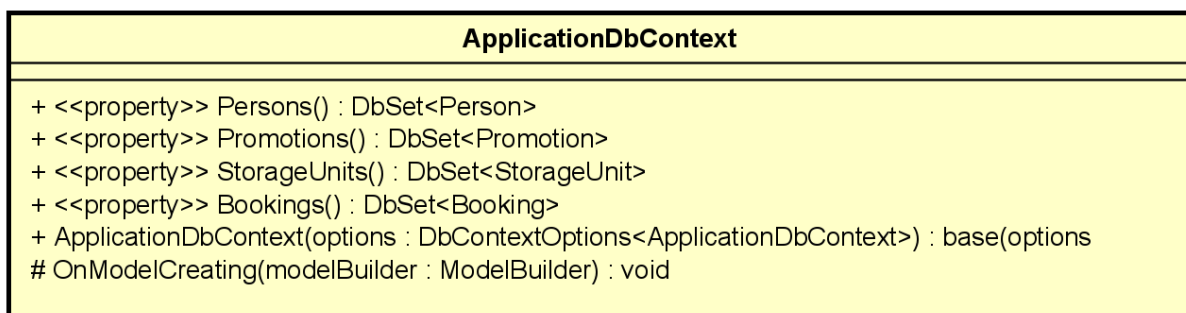 ApplicationDbContext
+ <<property>> Persons() : DbSet<Person>
+ <<property>> Promotions() : DbSet<Promotion>
+ <<property>> StorageUnits() : DbSet<StorageUnit>
+ <<property>> Bookings() : DbSet<Booking>
+ ApplicationDbContext(options : DbContextOptions<ApplicationDbContext>) : base(options
# OnModelCreating(modelBuilder : ModelBuilder) : void